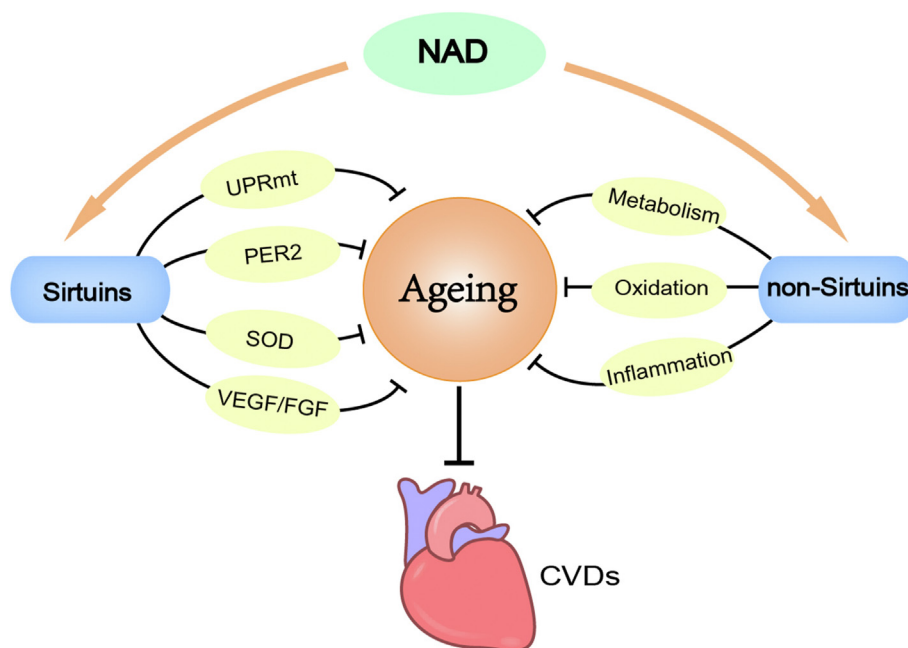 NAD
UPRmt
Metabolism
PER2
Sirtuins
Ageing
Oxidation
non-Sirtuins
SOD
Inflammation
VEGF/FGF
CVDs